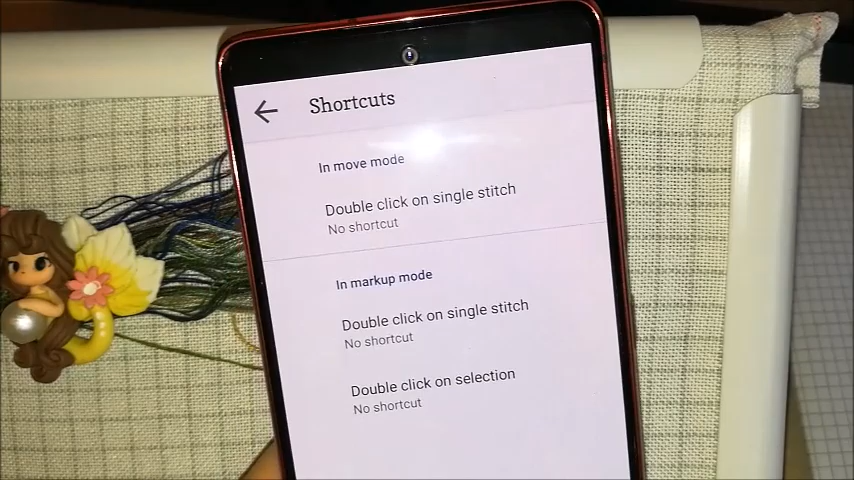 Shortcuts
In move mode
Double click on single stitch
No shortcut
In markup mode
Double click on single stitch
No shortcut
Double click on selection
No shortcut